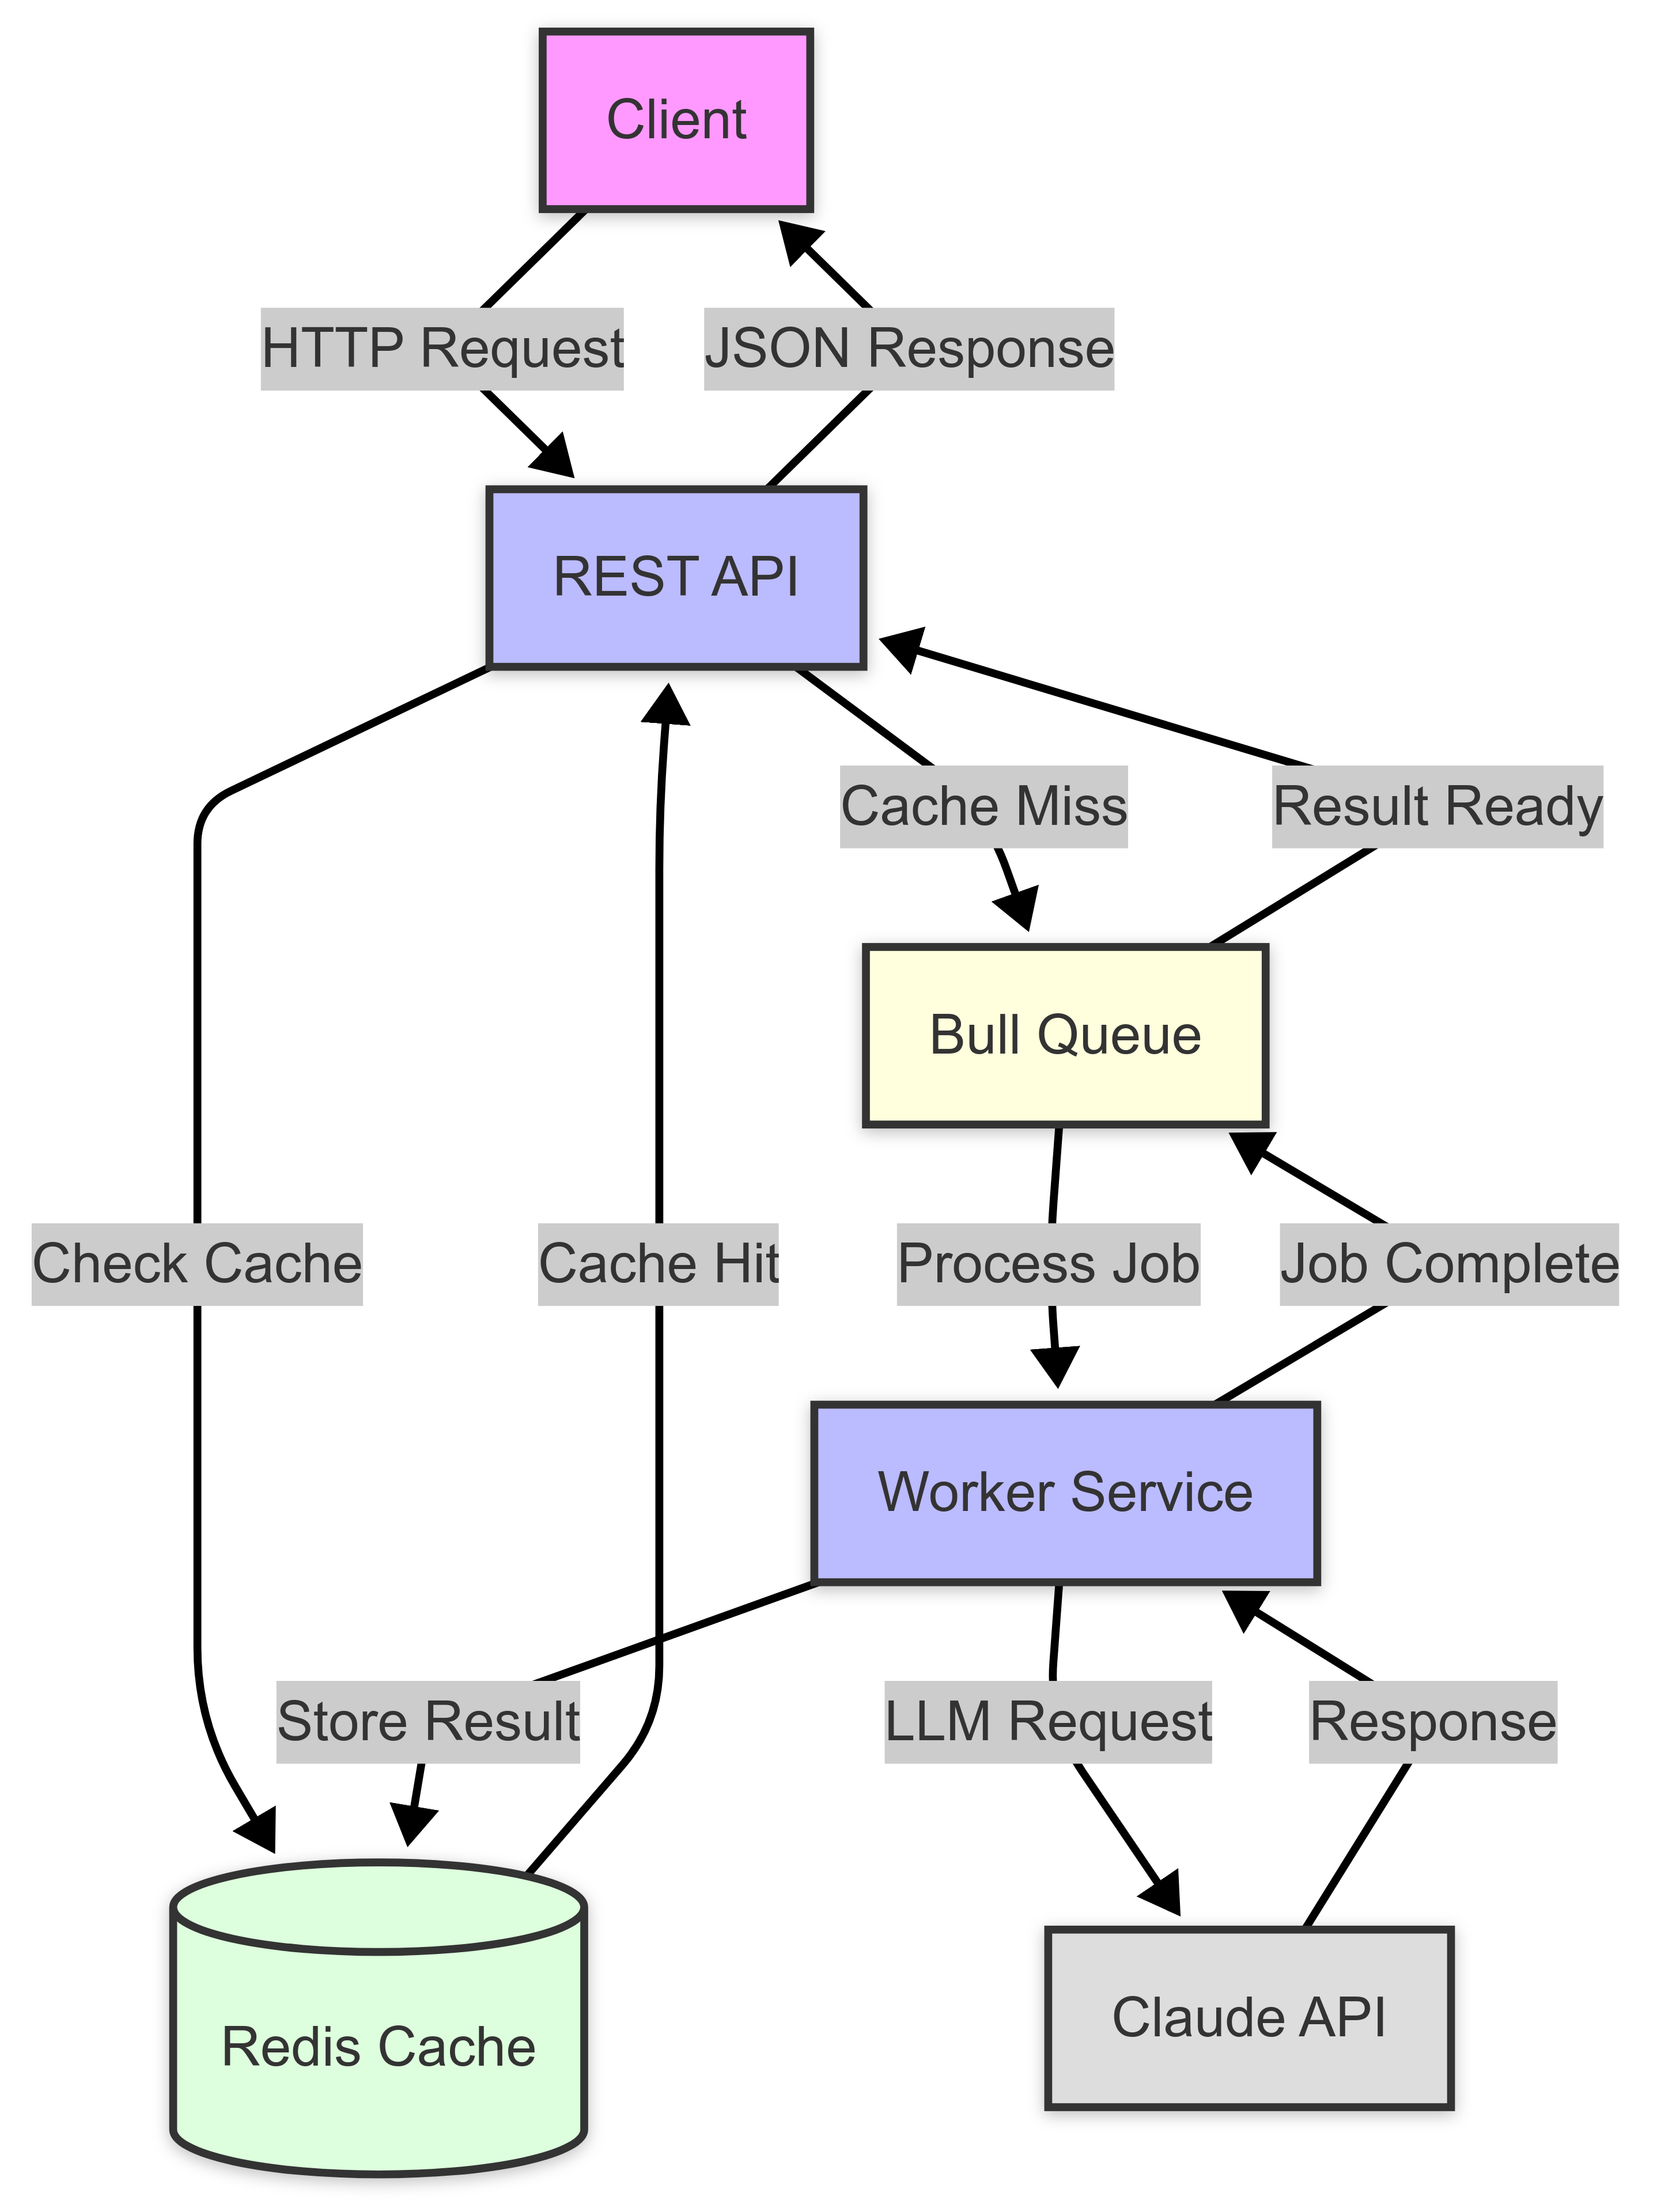 Client
HTTP Request
JSON Response
REST API
Cache Miss
Result Ready
Bull Queue
Check Cache
Cache Hit
Process Job
Job Complete
Worker Service
Store Result
LLM Request
Response
Redis Cache
Claude API